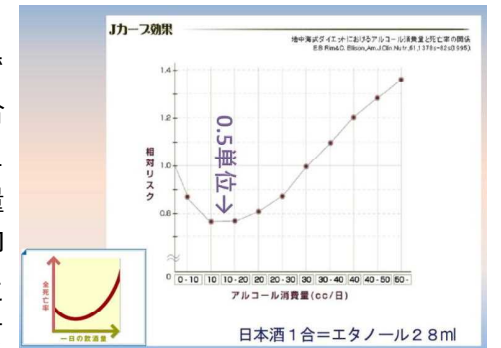 Jカーブ効果
地中海式ダイエットにおけるアルコール消費量と死亡率の関係
E.B.Rim&C.Ellison,Am.J.Clin.Nutr.,61,1378s-82s(1995)
1.4
相対リスク
1.0
0.8
0
0.5単位→
0-10 10 10-20 20 20-30 30 30-40 40 40-50 60-
アルコール消費量(cc/日)
全死亡率
一日の飲酒量
日本酒1合=エタノール28ml